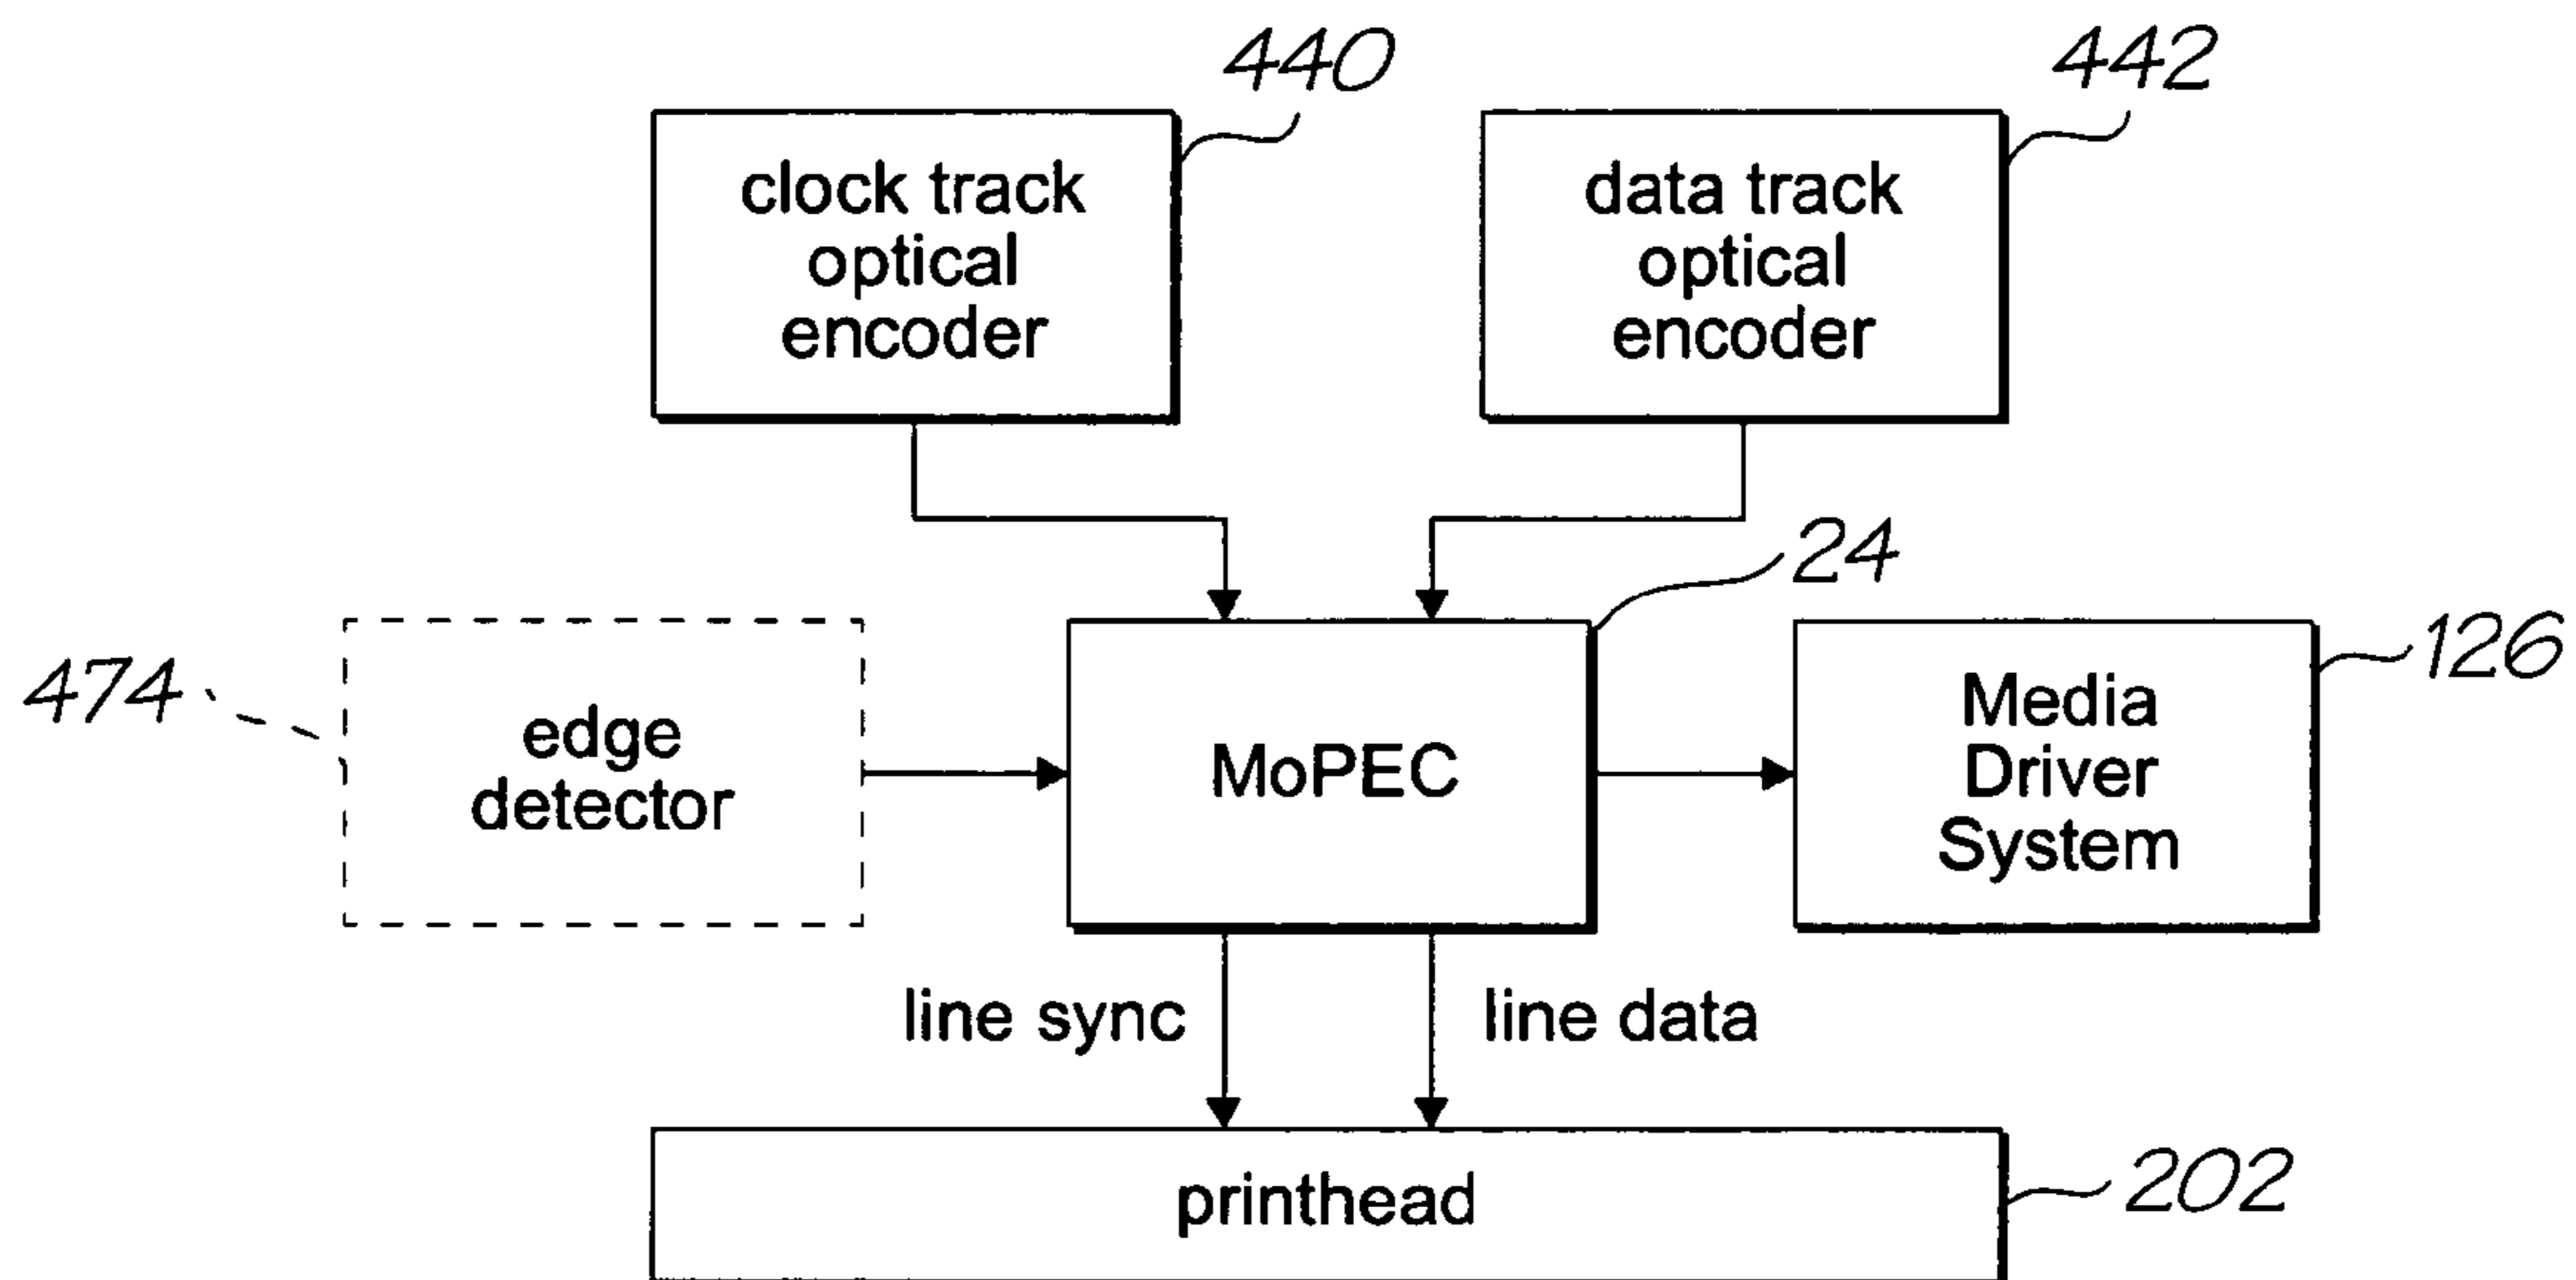 440
442
clock track
optical
encoder
data track
optical
encoder
24
126
474
edge
detector
MoPEC
Media
Driver
System
line sync
line data
printhead
202